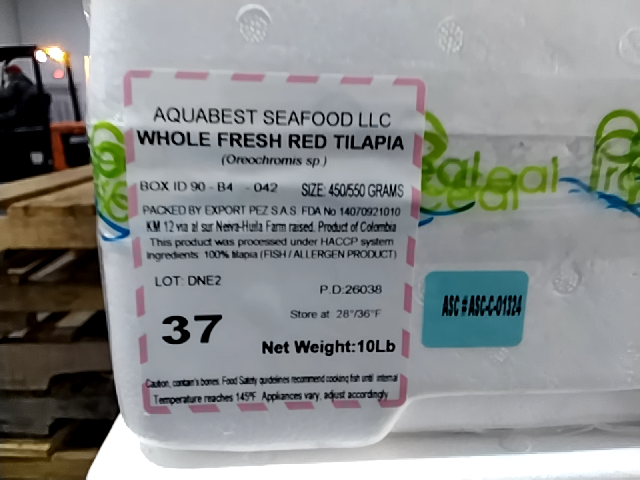 AQUABEST SEAFOOD LLC
WHOLE FRESH RED TILAPIA
(Oreochromis sp)
BOX ID 90 - B4 - 042 SIZE: 450/550 GRAMS
PACKED BY EXPORT PEZ S.A.S. FDA No 14070921010
KM 12 via al sur Neiva-Huila Farm raised. Product of Colombia
This product was processed under HACCP system
Ingredients 100% tilapia (FISH / ALLERGEN PRODUCT)
LOT: DNE2
P.D:26038
37
Store at 28°/36°F
Net Weight:10Lb
Caution, contain's bones. Food Safety guidelines recommend cooking fish until internal
Temperature reaches 145°F. Appliances vary, adjust accordingly
ASC # ASC-C-01324